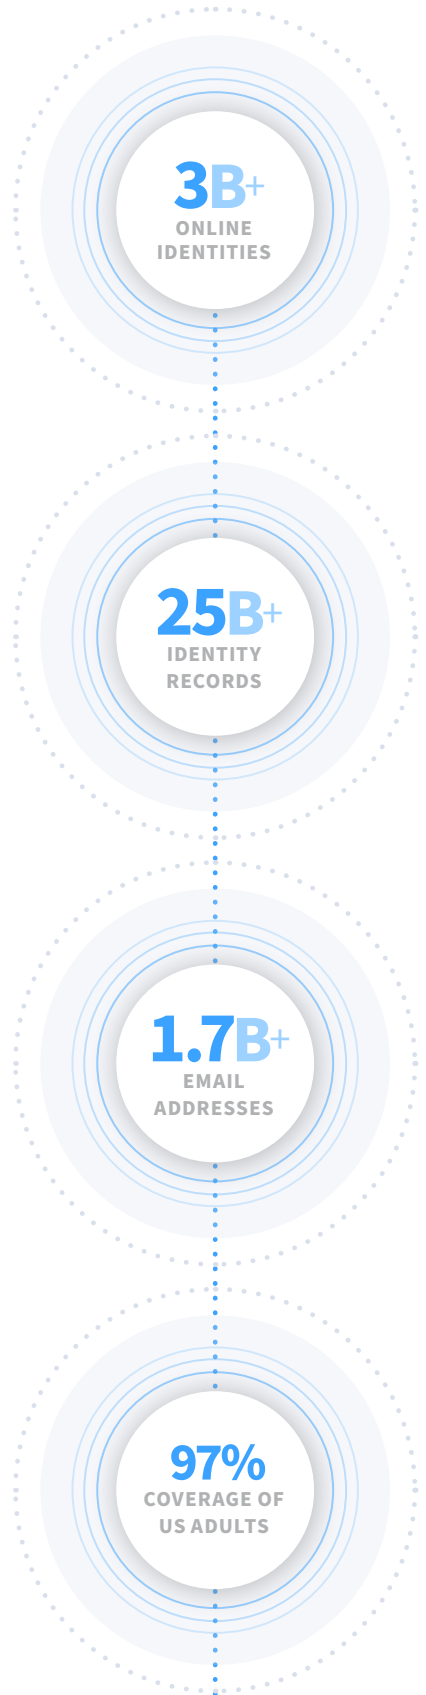 3B+
ONLINE
IDENTITIES
25B+
IDENTITY
RECORDS
1.7B+
EMAIL
ADDRESSES
97%
COVERAGE OF
US ADULTS